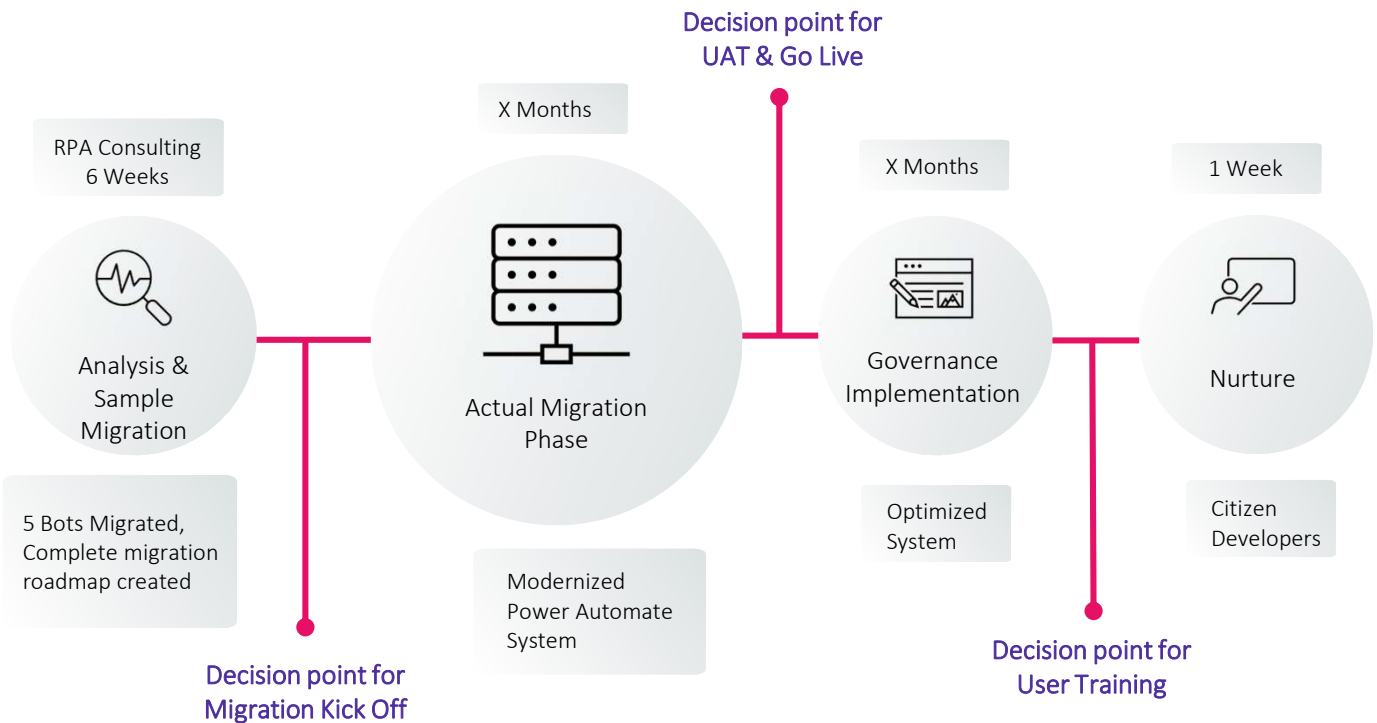 Decision point for
UAT & Go Live
RPA Consulting
6 Weeks
X Months
X Months
1 Week
Analysis &
Sample
Migration
Actual Migration
Phase
Governance
Implementation
Nurture
5 Bots Migrated,
Complete migration
roadmap created
Modernized
Power Automate
System
Optimized
System
Citizen
Developers
Decision point for
Migration Kick Off
Decision point for
User Training